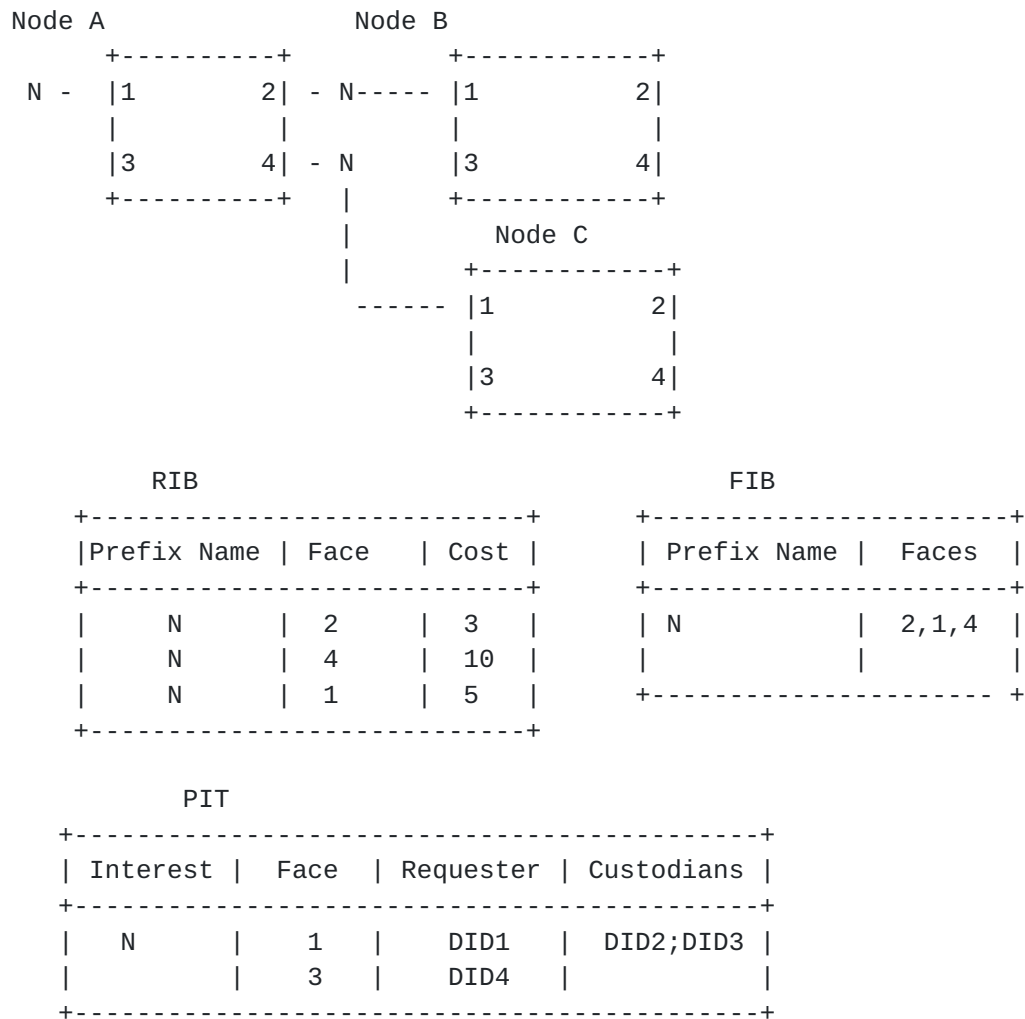 Node A                Node B
      +----------+          +------------+
 N -  |1        2| - N----- |1          2|
      |          |          |            |
      |3        4| - N      |3          4|
      +----------+   |      +------------+
                     |         Node C
                     |       +------------+
                      ------ |1          2|
                             |            |
                             |3          4|
                             +------------+
         RIB                                  FIB
    +----------------------------+      +-----------------------+
    |Prefix Name | Face   | Cost |      | Prefix Name |  Faces  |
    +----------------------------+      +-----------------------+
    |     N      |  2     |  3   |      | N           |  2,1,4  |
    |     N      |  4     |  10  |      |             |         |
    |     N      |  1     |  5   |      +---------------------- +
    +----------------------------+
           PIT
   +--------------------------------------------+
   | Interest |  Face  | Requester | Custodians |
   +--------------------------------------------+
   |   N      |    1   |    DID1   |  DID2;DID3 |
   |          |    3   |    DID4   |            |
   +--------------------------------------------+